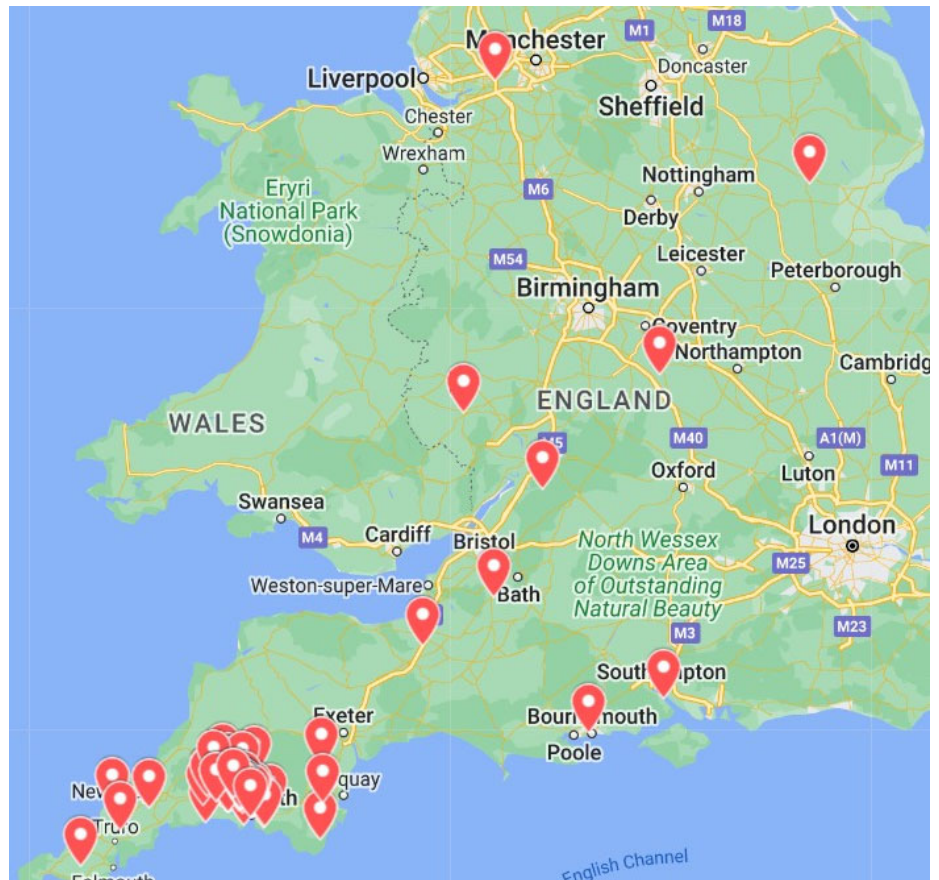 M1
M18
Manchester
Doncaster
Liverpool
Sheffield
Chester
Wrexham
Nottingham
M6
Eryri
National Park
(Snowdonia)
Derby
Leicester
M54
Peterborough
Birmingham
Coventry
Northampton
Cambridg
ENGLAND
WALES
M5
M40
A1(M)
M11
Oxford
Luton
Swansea
M4
Cardiff
Bristol
London
North Wessex
Downs Area
of Outstanding
Natural Beauty
M25
Weston-super-Mare
Bath
M23
M3
Southampton
Exeter
Bournemouth
Poole
quay
New
th
Truro
Falmouth
English Channel